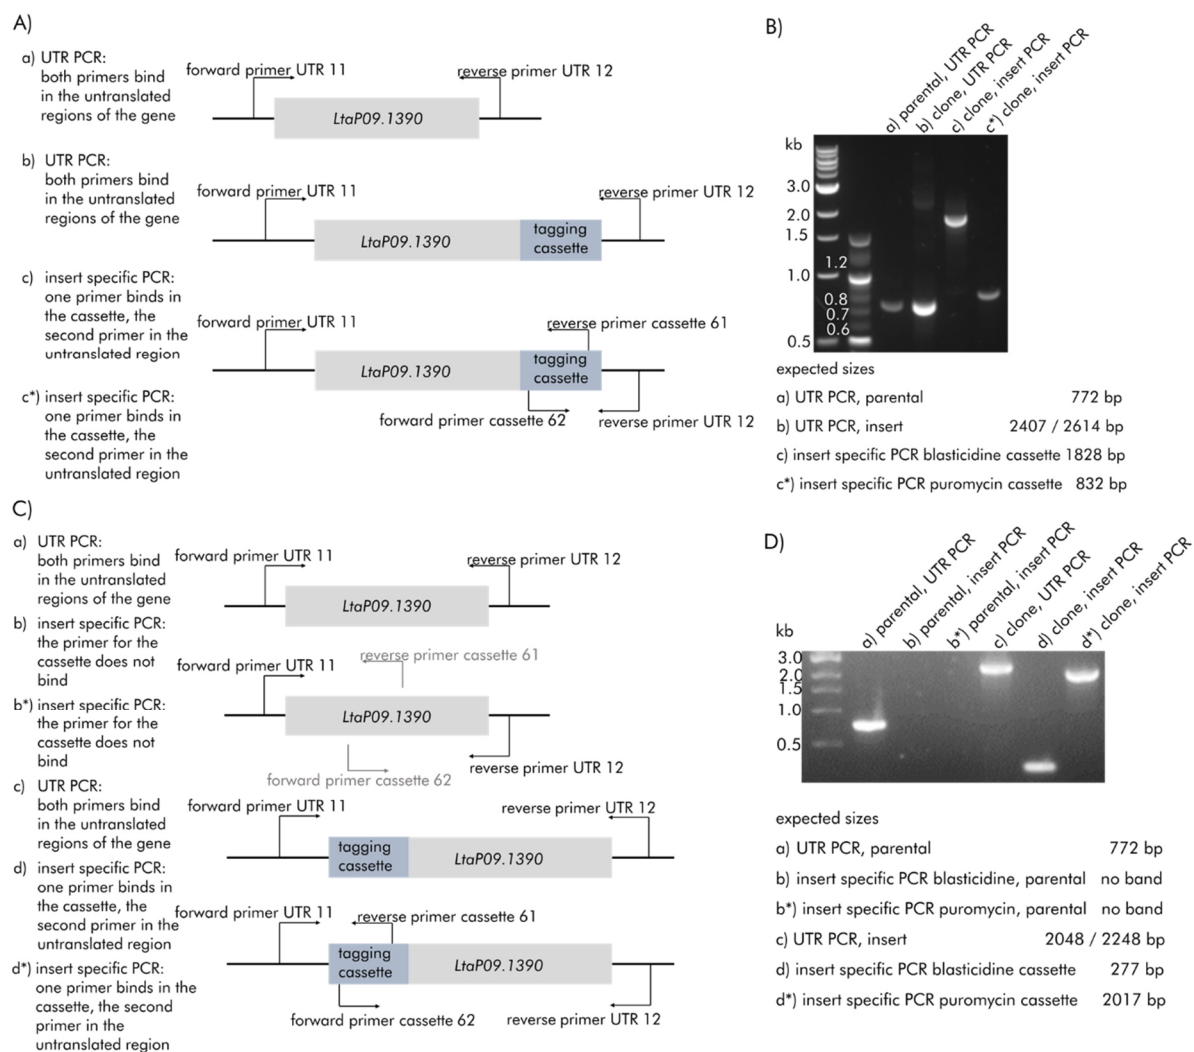 A)
a) UTR PCR:
both primers bind
in the untranslated
regions of the gene
forward primer UTR 11
reverse primer UTR 12
LtaP09.1390
b) UTR PCR:
both primers bind
in the untranslated
regions of the gene
forward primer UTR 11
reverse primer UTR 12
LtaP09.1390
tagging
cassette
c) insert specific PCR:
one primer binds in
the cassette, the
second primer in the
untranslated region
forward primer UTR 11
reverse primer cassette 61
LtaP09.1390
tagging
cassette
forward primer cassette 62
reverse primer UTR 12
c*) insert specific PCR:
one primer binds in
the cassette, the
second primer in the
untranslated region
B)
a) parental, UTR PCR
b) clone, UTR PCR
c) clone, insert PCR
c*) clone, insert PCR
kb
3.0
2.0
1.5
1.0
0.5
1.2
0.8
0.7
0.6
expected sizes
a) UTR PCR, parental 772 bp
b) UTR PCR, insert 2407 / 2614 bp
c) insert specific PCR blasticidine cassette 1828 bp
c*) insert specific PCR puromycin cassette 832 bp
C)
a) UTR PCR:
both primers bind
in the untranslated
regions of the gene
forward primer UTR 11
reverse primer UTR 12
LtaP09.1390
b) insert specific PCR:
the primer for the
cassette does not
bind
b*) insert specific PCR:
the primer for the
cassette does not
bind
forward primer UTR 11
reverse primer cassette 61
LtaP09.1390
forward primer cassette 62
reverse primer UTR 12
c) UTR PCR:
both primers bind
in the untranslated
regions of the gene
forward primer UTR 11
reverse primer UTR 12
tagging
cassette
LtaP09.1390
d) insert specific PCR:
one primer binds in
the cassette, the
second primer in the
untranslated region
d*) insert specific PCR:
one primer binds in the
cassette, the second
primer in the
untranslated region
forward primer UTR 11
reverse primer cassette 61
tagging
cassette
LtaP09.1390
forward primer cassette 62
reverse primer UTR 12
D)
a) parental, UTR PCR
b) parental, insert PCR
b*) parental, insert PCR
c) clone, UTR PCR
d) clone, insert PCR
d*) clone, insert PCR
kb
3.0
2.0
1.5
1.0
0.5
expected sizes
a) UTR PCR, parental 772 bp
b) insert specific PCR blasticidine, parental no band
b*) insert specific PCR puromycin, parental no band
c) UTR PCR, insert 2048 / 2248 bp
d) insert specific PCR blasticidine cassette 277 bp
d*) insert specific PCR puromycin cassette 2017 bp